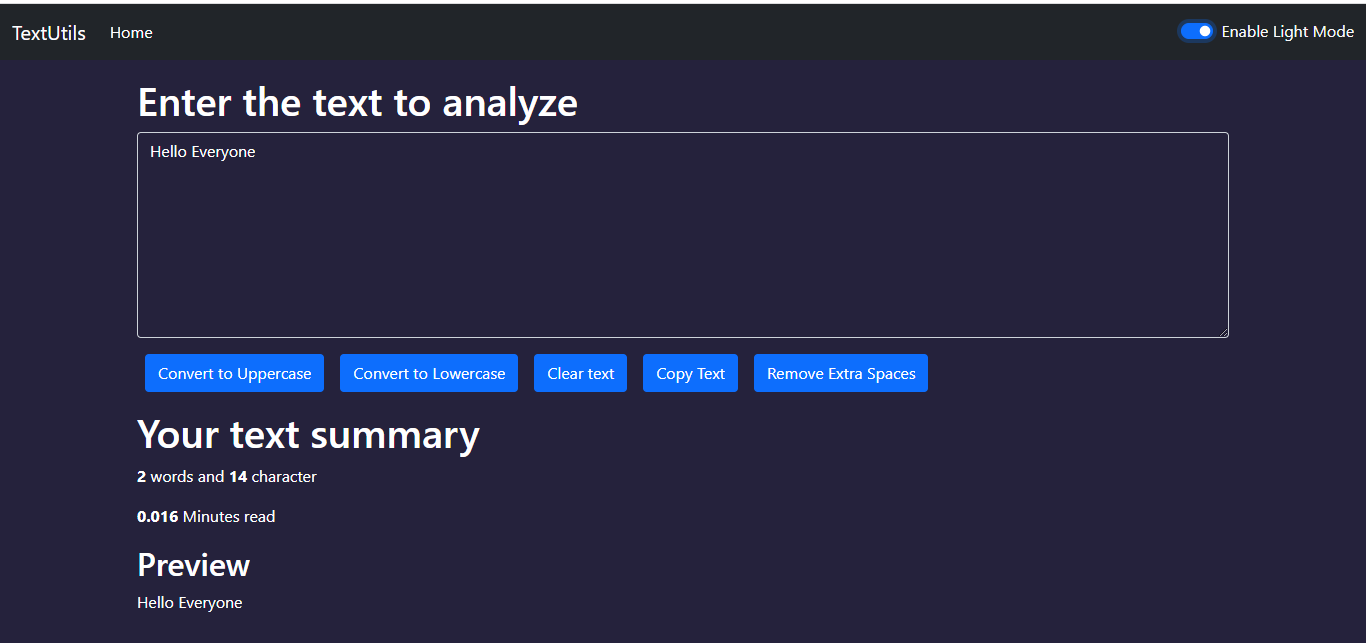 TextUtils Home Enable Light Mode
Enter the text to analyze
Hello Everyone
Convert to Uppercase Convert to Lowercase Clear text Copy Text Remove Extra Spaces
Your text summary
2 words and 14 character
0.016 Minutes read
Preview
Hello Everyone